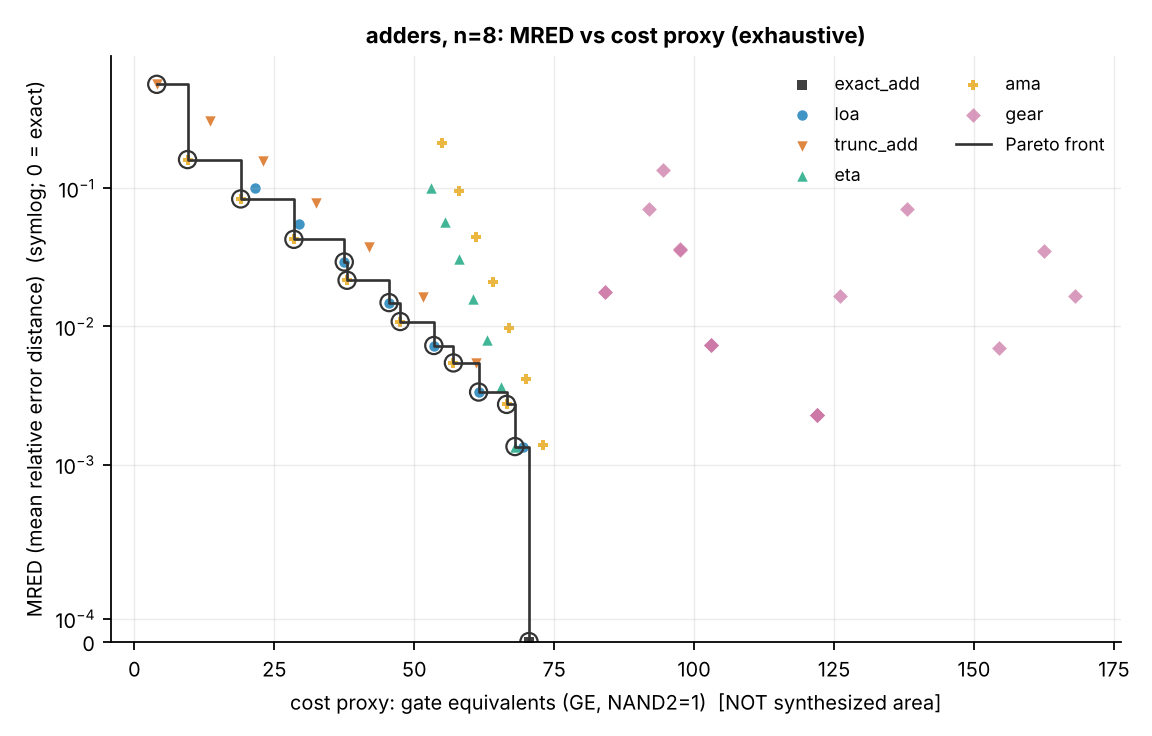 adders, n=8: MRED vs cost proxy (exhaustive)
MRED (mean relative error distance)  (symlog; 0 = exact)
10⁻¹
10⁻²
10⁻³
10⁻⁴
0
exact_add
loa
trunc_add
eta
ama
gear
Pareto front
0 25 50 75 100 125 150 175
cost proxy: gate equivalents (GE, NAND2=1)  [NOT synthesized area]